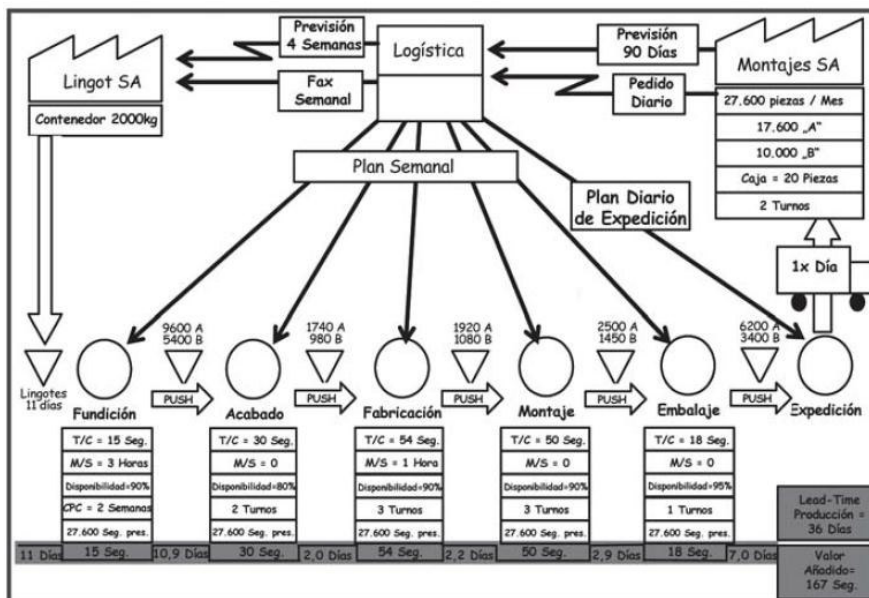 Lingot SA
Contenedor 2000kg
Previsión
4 Semanas
Fax
Semanal
Logística
Previsión
90 Días
Pedido
Diario
Montajes SA
27.600 piezas / Mes
17.600 „A"
10.000 „B"
Caja = 20 Piezas
2 Turnos
Plan Semanal
Plan Diario
de Expedición
1x Día
Lingotes
11 días
Fundición
9600 A
5400 B
PUSH
Acabado
1740 A
980 B
PUSH
Fabricación
1920 A
1080 B
PUSH
Montaje
2500 A
1450 B
PUSH
Embalaje
6200 A
3400 B
PUSH
Expedición
T/C = 15 Seg.
M/S = 3 Horas
Disponibilidad=90%
CPC = 2 Semanas
27.600 Seg. pres.
T/C = 30 Seg.
M/S = 0
Disponibilidad=80%
2 Turnos
27.600 Seg. pres.
T/C = 54 Seg.
M/S = 1 Hora
Disponibilidad=90%
3 Turnos
27.600 Seg. pres.
T/C = 50 Seg.
M/S = 0
Disponibilidad=90%
3 Turnos
27.600 Seg. pres.
T/C = 18 Seg.
M/S = 0
Disponibilidad=95%
1 Turnos
27.600 Seg. pres.
11 Días
15 Seg.
10,9 Días
30 Seg.
2,0 Días
54 Seg.
2,2 Días
50 Seg.
2,9 Días
18 Seg.
7,0 Días
Lead-Time
Producción =
36 Días
Valor
Añadido=
167 Seg.